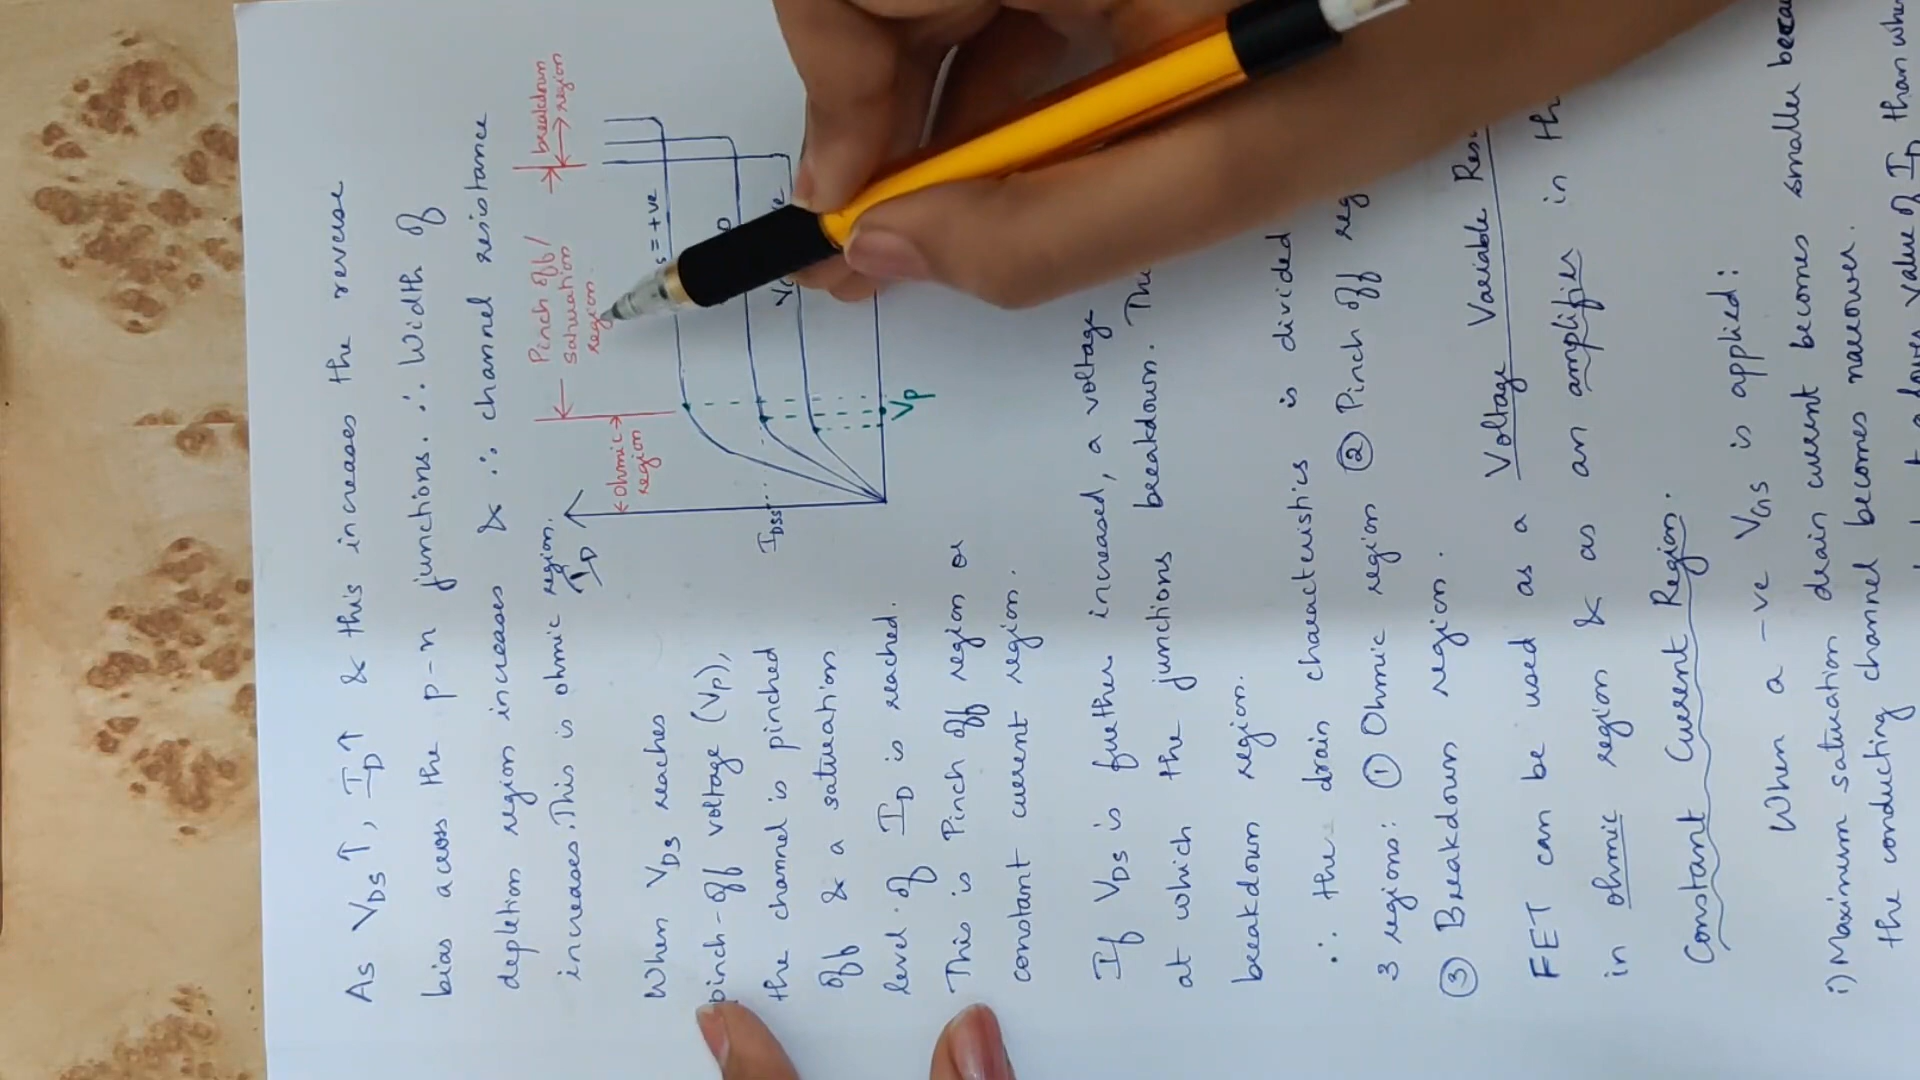 As VDS↑, ID↑ & this increases the reverse
bias across the p-n junctions. ∴ Width of
depletion region increases & ∴ channel resistance
increases. This is ohmic region.
When VDS reaches
pinch-off voltage (VP),
the channel is pinched
off & a saturation
level of ID is reached.
This is Pinch off region or
constant current region.
ID
IDSS
Ohmic
region
Pinch off /
saturation
region.
breakdown
region
s = +ve
VP
If VDS is further increased, a voltage
at which the junctions breakdown.
breakdown region.
∴ the drain characteristics is divided
3 regions: ① Ohmic region ② Pinch off reg
③ Breakdown region.
FET can be used as a Voltage Variable Res
in ohmic region & as an amplifier in th
Constant Current Region.
When a -ve VGS is applied:
i) Maximum saturation drain current becomes smaller beca
the conducting channel becomes narrower.
value of ID than whe